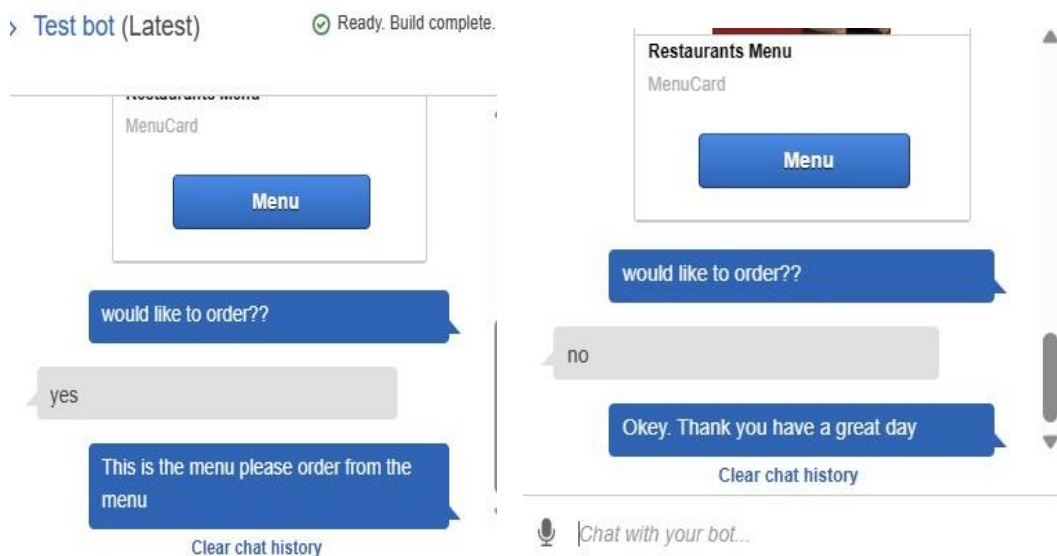 Test bot (Latest)
Ready. Build complete.
Restaurants Menu
MenuCard
Menu
would like to order??
yes
This is the menu please order from the
menu
Clear chat history
Restaurants Menu
MenuCard
Menu
would like to order??
no
Okey. Thank you have a great day
Clear chat history
Chat with your bot...